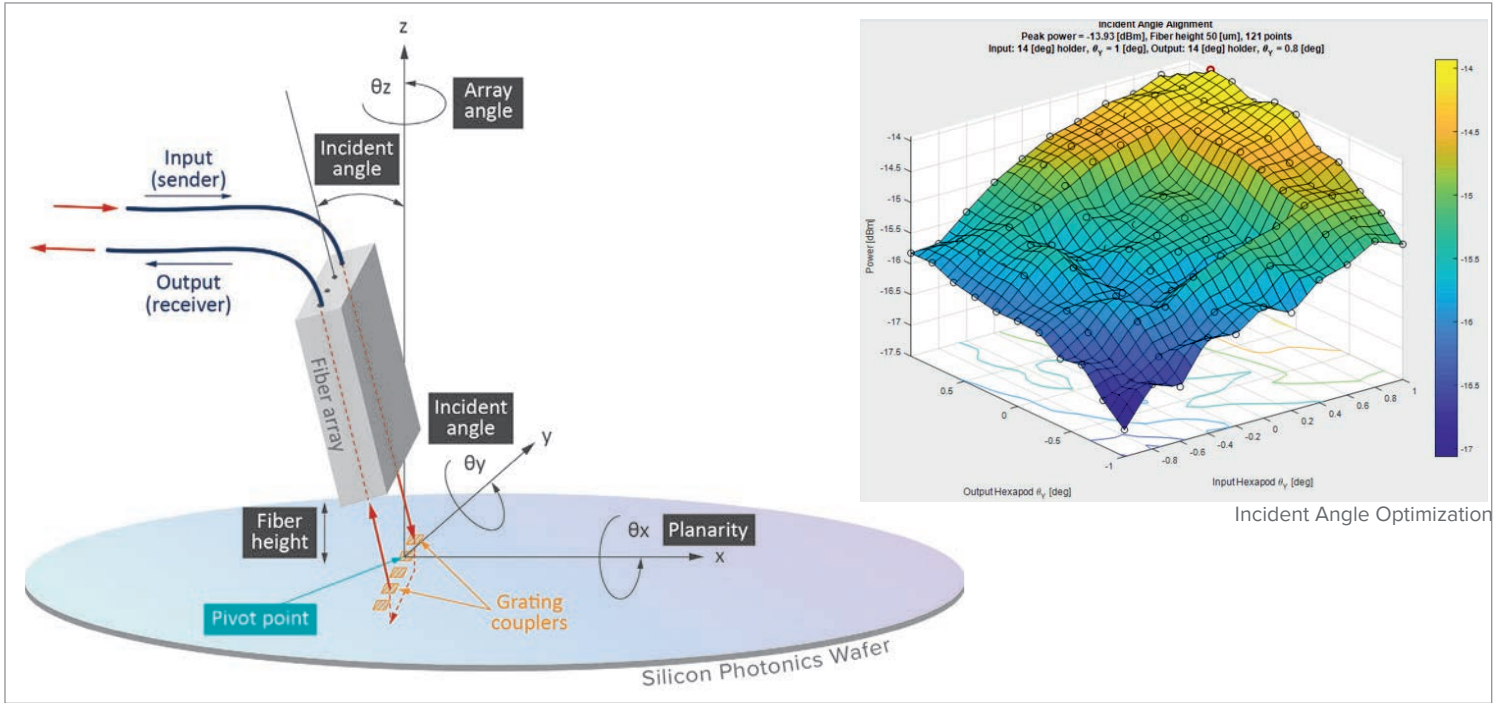 z
θz
Array
angle
Incident
angle
Input
(sender)
Output
(receiver)
Fiber array
Incident
angle
y
θy
Fiber
height
θx
Planarity
x
Pivot point
Grating
couplers
Silicon Photonics Wafer
Incident Angle Alignment
Peak power = -13.93 [dBm], Fiber height 50 [um], 121 points
Input: 14 [deg] holder, θY = 1 [deg], Output: 14 [deg] holder, θY = 0.8 [deg]
-14
-14.5
-15
-15.5
-16
-16.5
-17
-17.5
Power [dBm]
0.5
0
-0.5
-1
Output Hexapod θY [deg]
-0.8
-0.6
-0.4
-0.2
0
0.2
0.4
0.6
0.8
1
Input Hexapod θY [deg]
-14
-14.5
-15
-15.5
-16
-16.5
-17
Incident Angle Optimization